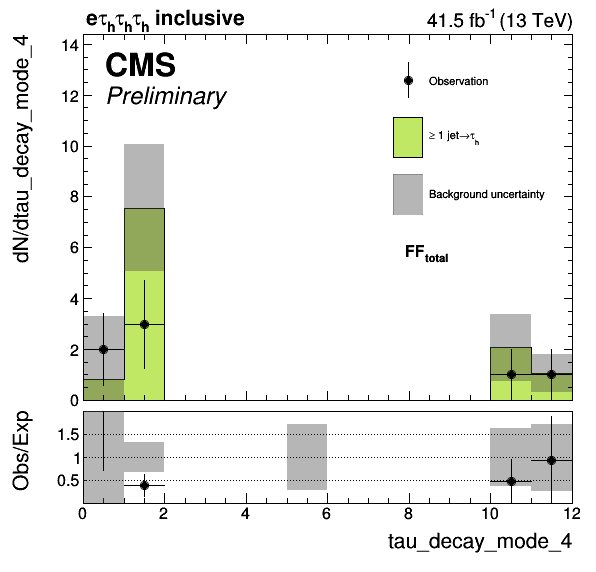 eτhτhτh inclusive
41.5 fb-1 (13 TeV)
CMS
Preliminary
Observation
≥ 1 jet→τh
Background uncertainty
FFtotal
dN/dtau_decay_mode_4
14
12
10
8
6
4
2
0
Obs/Exp
1.5
1
0.5
0 2 4 6 8 10 12
tau_decay_mode_4